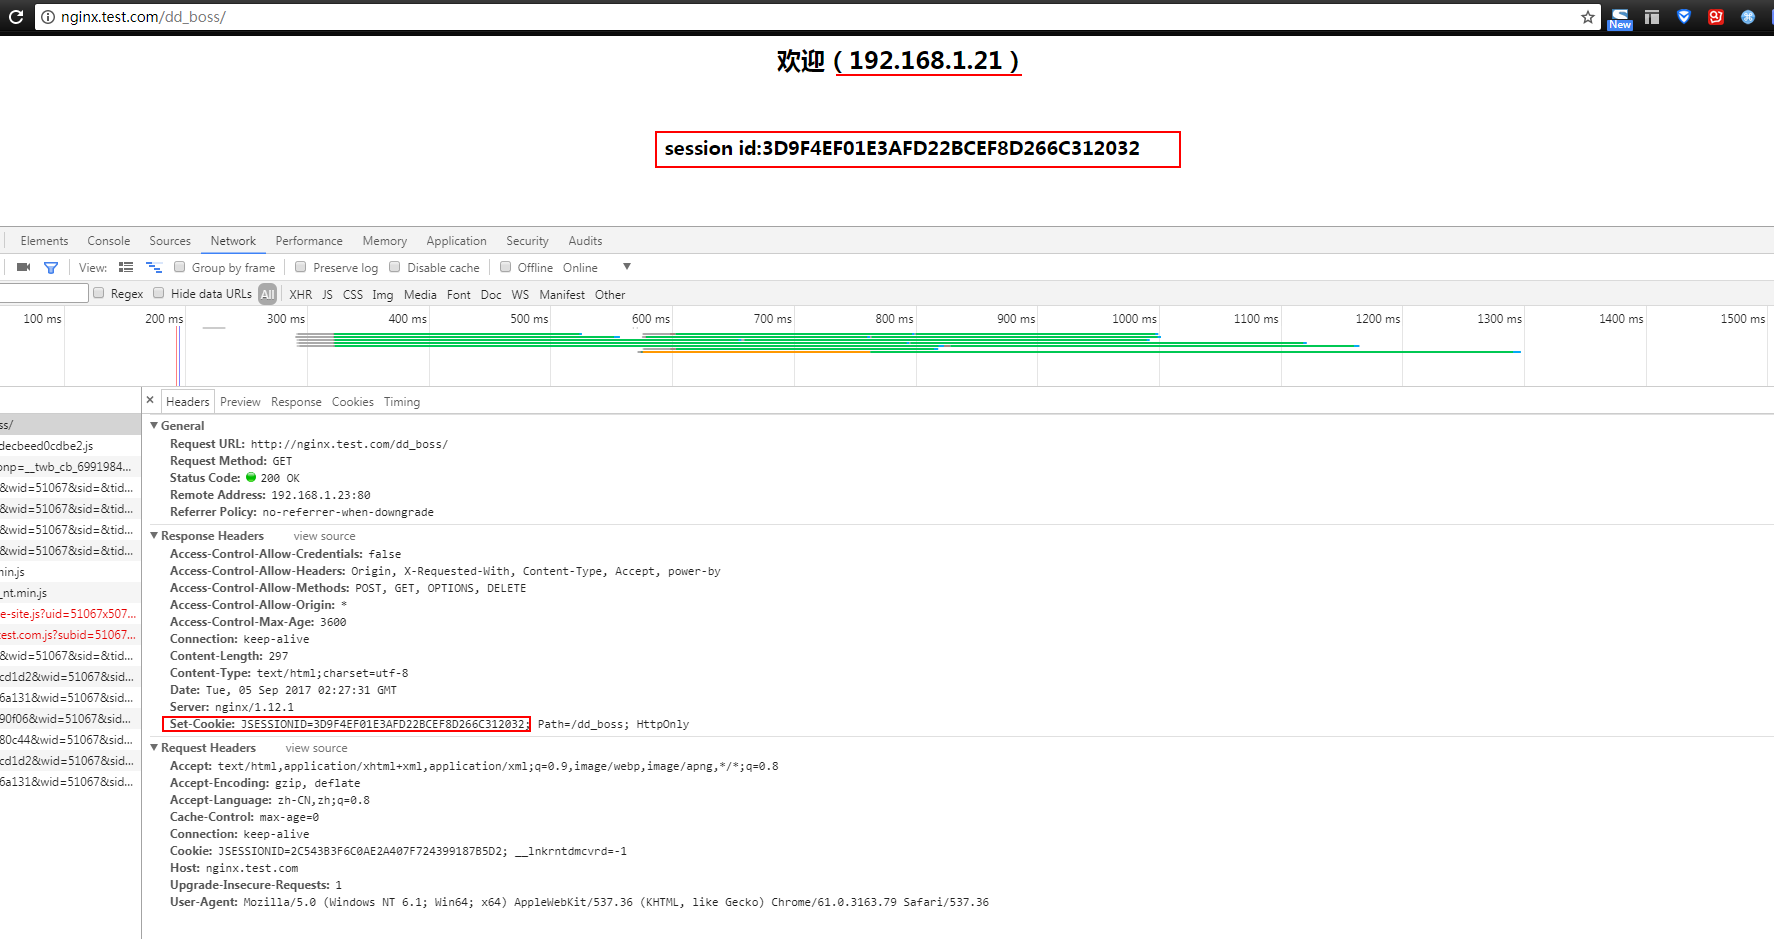 nginx.test.com/dd_boss/
New
欢迎（192.168.1.21）
session id:3D9F4EF01E3AFD22BCEF8D266C312032
Elements Console Sources Network Performance Memory Application Security Audits
View: Group by frame Preserve log Disable cache Offline Online
Regex Hide data URLs All XHR JS CSS Img Media Font Doc WS Manifest Other
100 ms 200 ms 300 ms 400 ms 500 ms 600 ms 700 ms 800 ms 900 ms 1000 ms 1100 ms 1200 ms 1300 ms 1400 ms 1500 ms
× Headers Preview Response Cookies Timing
ss/
decbeed0cdbe2.js
onp=__twb_cb_6991984...
&wid=51067&sid=&tid...
&wid=51067&sid=&tid...
&wid=51067&sid=&tid...
&wid=51067&sid=&tid...
min.js
_nt.min.js
e-site.js?uid=51067x507...
test.com.js?subid=51067...
&wid=51067&sid=&tid...
cd1d2&wid=51067&sid...
6a131&wid=51067&sid...
90f06&wid=51067&sid...
80c44&wid=51067&sid...
cd1d2&wid=51067&sid...
6a131&wid=51067&sid...
General
Request URL: http://nginx.test.com/dd_boss/
Request Method: GET
Status Code: 200 OK
Remote Address: 192.168.1.23:80
Referrer Policy: no-referrer-when-downgrade
Response Headers view source
Access-Control-Allow-Credentials: false
Access-Control-Allow-Headers: Origin, X-Requested-With, Content-Type, Accept, power-by
Access-Control-Allow-Methods: POST, GET, OPTIONS, DELETE
Access-Control-Allow-Origin: *
Access-Control-Max-Age: 3600
Connection: keep-alive
Content-Length: 297
Content-Type: text/html;charset=utf-8
Date: Tue, 05 Sep 2017 02:27:31 GMT
Server: nginx/1.12.1
Set-Cookie: JSESSIONID=3D9F4EF01E3AFD22BCEF8D266C312032; Path=/dd_boss; HttpOnly
Request Headers view source
Accept: text/html,application/xhtml+xml,application/xml;q=0.9,image/webp,image/apng,*/*;q=0.8
Accept-Encoding: gzip, deflate
Accept-Language: zh-CN,zh;q=0.8
Cache-Control: max-age=0
Connection: keep-alive
Cookie: JSESSIONID=2C543B3F6C0AE2A407F724399187B5D2; __lnkrntdmcvrd=-1
Host: nginx.test.com
Upgrade-Insecure-Requests: 1
User-Agent: Mozilla/5.0 (Windows NT 6.1; Win64; x64) AppleWebKit/537.36 (KHTML, like Gecko) Chrome/61.0.3163.79 Safari/537.36